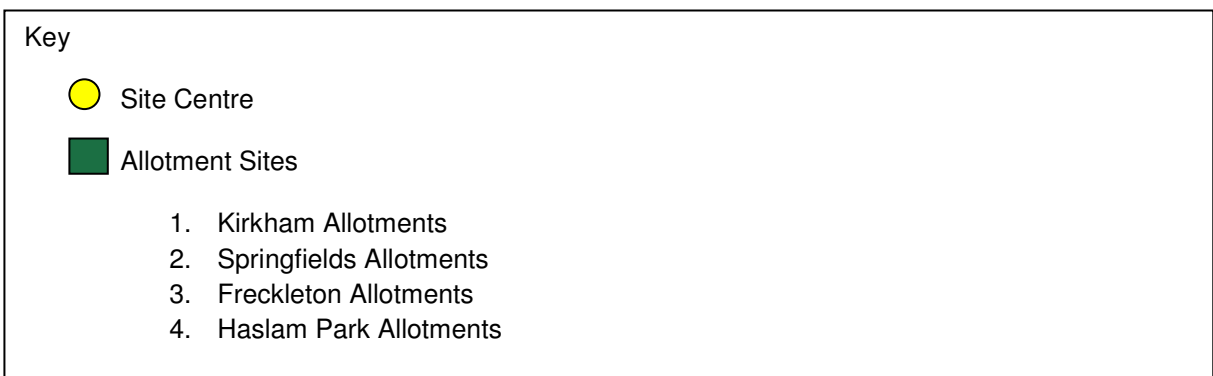 Key
Site Centre
Allotment Sites
1. Kirkham Allotments
2. Springfields Allotments
3. Freckleton Allotments
4. Haslam Park Allotments